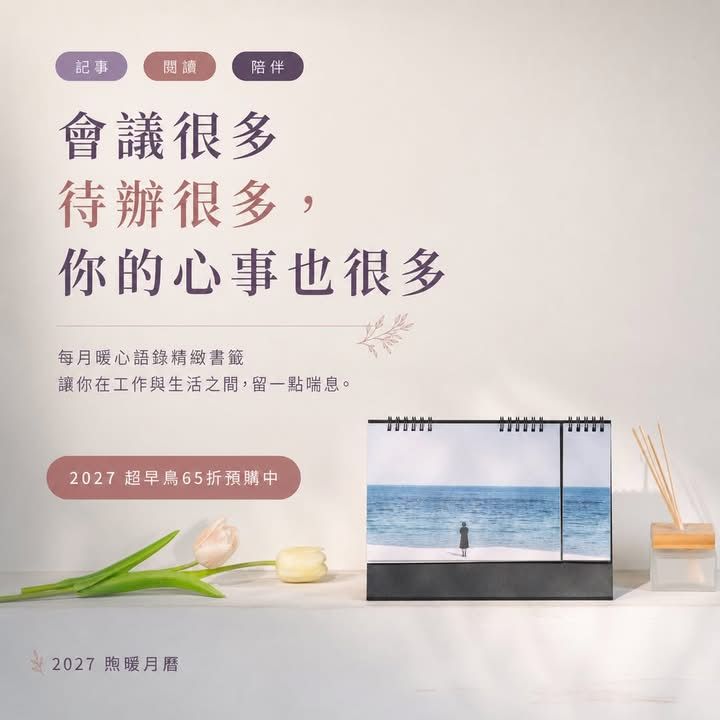 記事
閱讀
陪伴
會議很多
待辦很多，
你的心事也很多
每月暖心語錄精緻書籤
讓你在工作與生活之間，留一點喘息。
2027 超早鳥65折預購中
2027 煦暖月曆